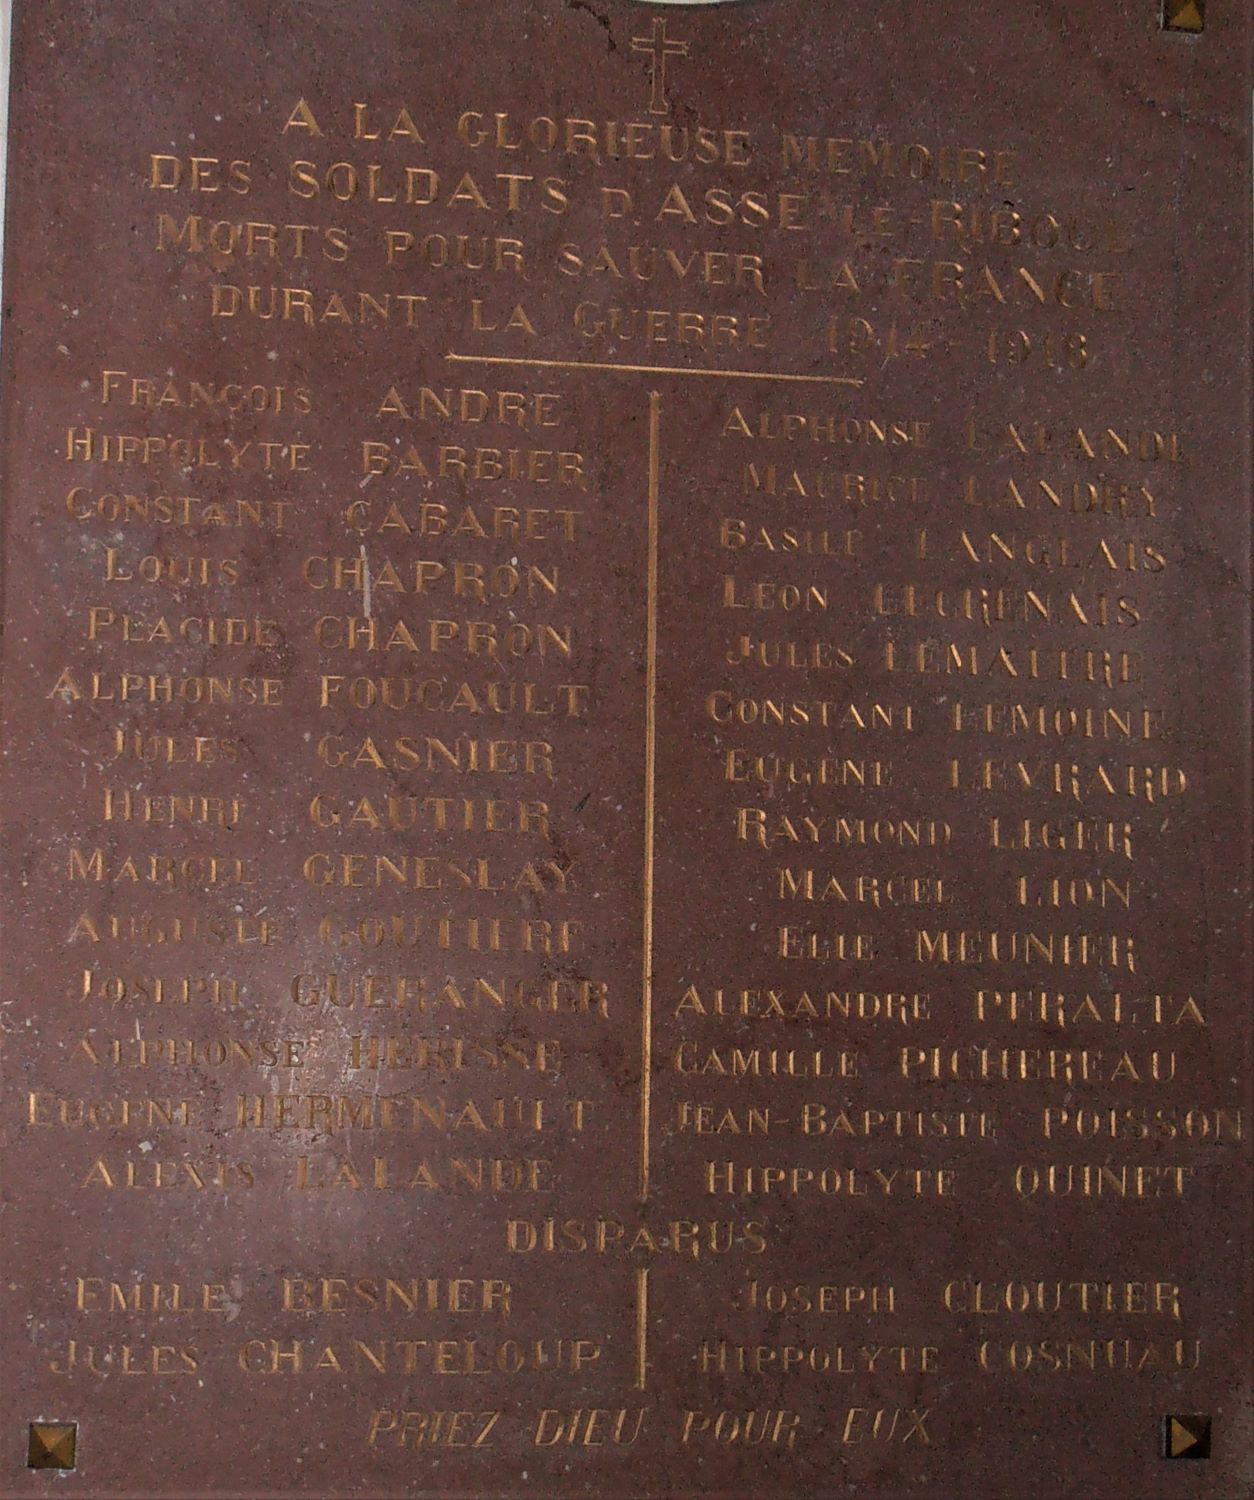 A LA GLORIEUSE MEMOIRE
DES SOLDATS D'ASSÉ LE RIBOUL
MORTS POUR SAUVER LA FRANCE
DURANT LA GUERRE 1914-1918
FRANÇOIS ANDRE
HIPPOLYTE BARBIER
CONSTANT CABARET
LOUIS CHAPRON
PLACIDE CHAPRON
ALPHONSE FOUCAULT
JULES GASNIER
HENRI GAUTIER
MARCEL GENESLAY
AUGUSTE GOUTIERE
JOSEPH GUERANGER
ALPHONSE HERISSE
EUGENE HERMENAULT
ALEXIS LALANDE
ALPHONSE LALANDE
MAURICE LANDRY
BASILE LANGLAIS
LEON LECRENAIS
JULES LEMAITRE
CONSTANT LEMOINE
EUGENE LEVRARD
RAYMOND LIGER
MARCEL LION
ELIE MEUNIER
ALEXANDRE PERALTA
CAMILLE PICHEREAU
JEAN-BAPTISTE POISSON
HIPPOLYTE QUINET
DISPARUS
EMILE BESNIER
JULES CHANTELOUP
JOSEPH CLOUTIER
HIPPOLYTE COSNUAU
PRIEZ DIEU POUR EUX